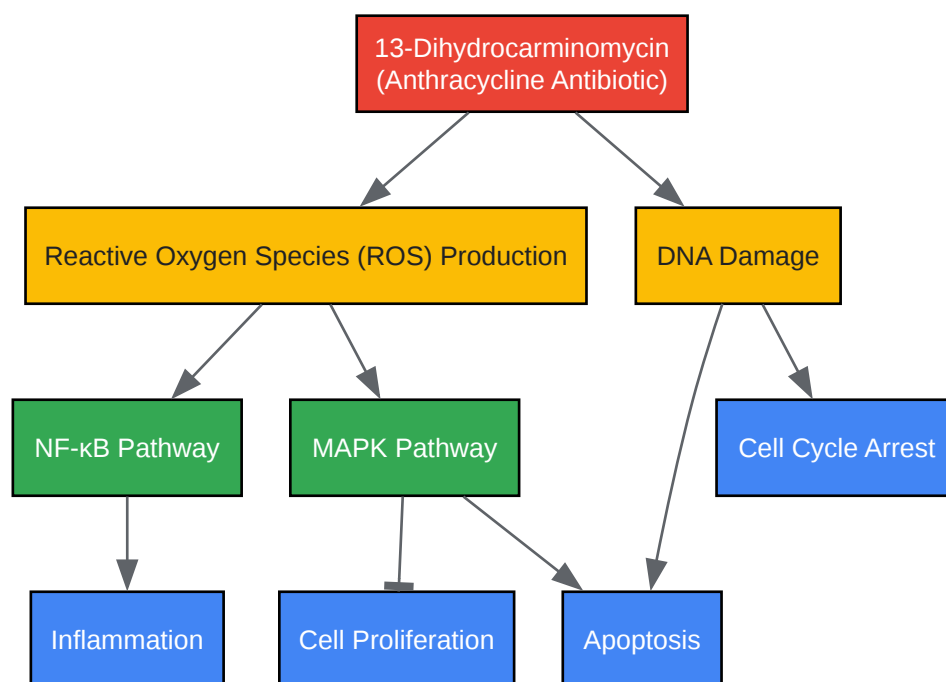 13-Dihydrocarminomycin
(Anthracycline Antibiotic)
Reactive Oxygen Species (ROS) Production
DNA Damage
NF-κB Pathway
MAPK Pathway
Cell Cycle Arrest
Inflammation
Cell Proliferation
Apoptosis